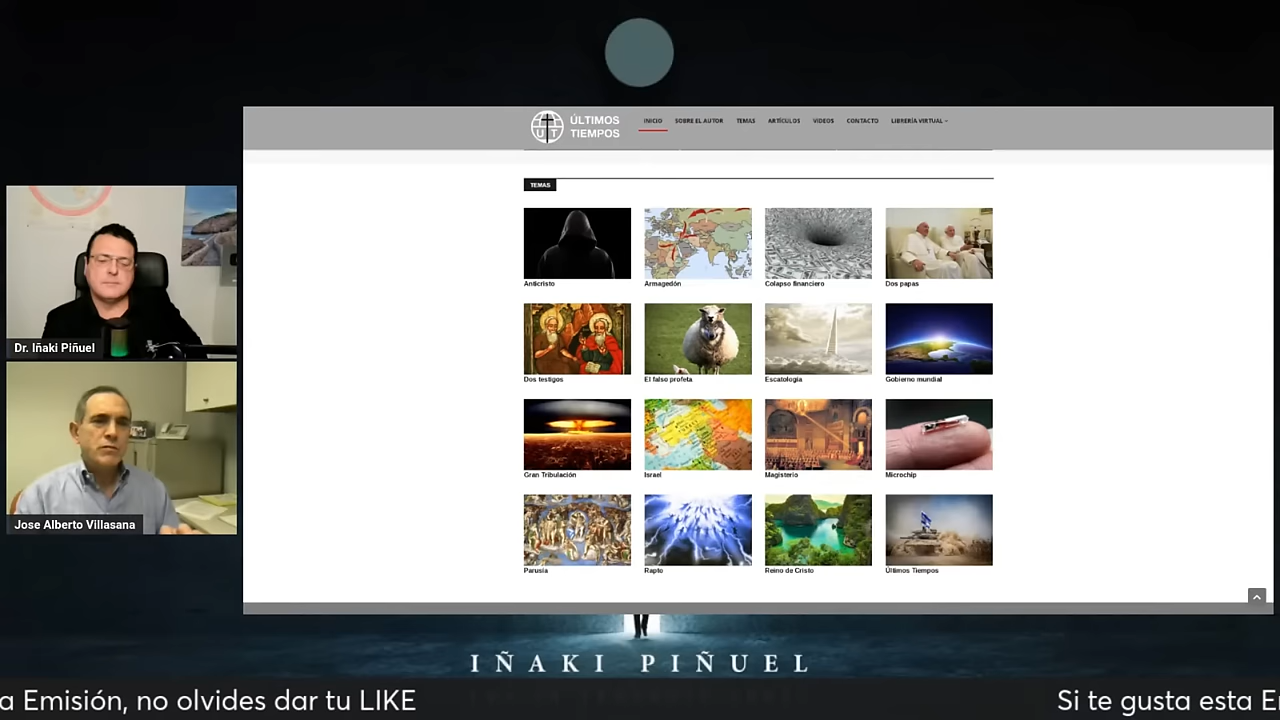 ÚLTIMOS
TIEMPOS
UT
INICIO SOBRE EL AUTOR TEMAS ARTÍCULOS VIDEOS CONTACTO LIBRERÍA VIRTUAL
TEMAS
Anticristo Armagedón Colapso financiero Dos papas
Dos testigos El falso profeta Escatología Gobierno mundial
Gran Tribulación Israel Magisterio Microchip
Parusía Rapto Reino de Cristo Últimos Tiempos
Dr. Iñaki Piñuel
Jose Alberto Villasana
IÑAKI PIÑUEL
a Emisión, no olvides dar tu LIKE
Si te gusta esta E